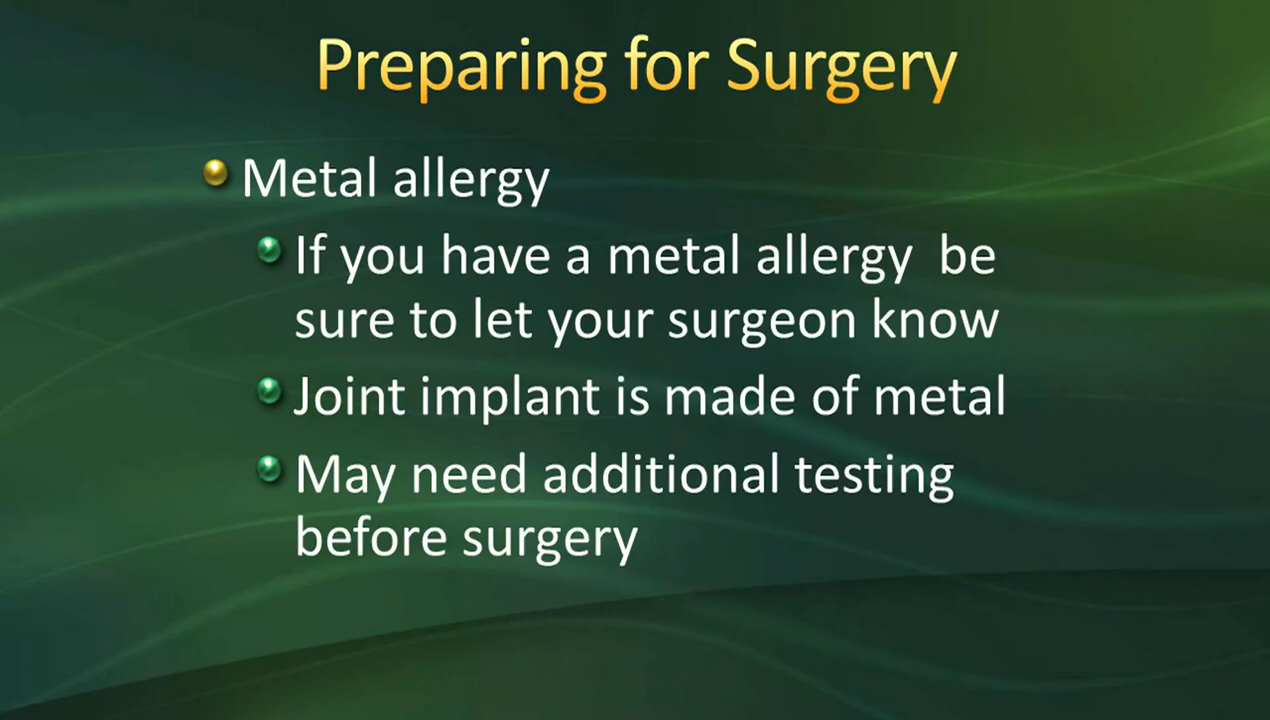 Preparing for Surgery
Metal allergy
If you have a metal allergy  be
sure to let your surgeon know
Joint implant is made of metal
May need additional testing
before surgery